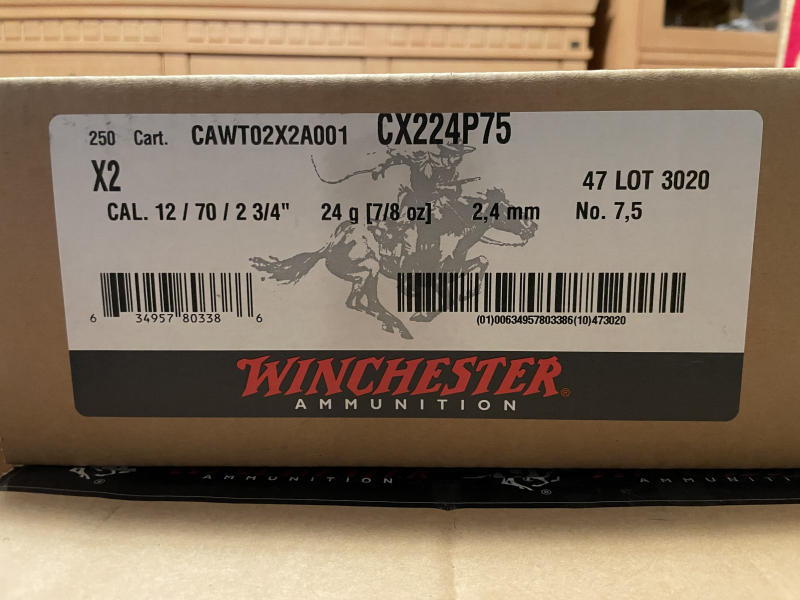 250 Cart. CAWT02X2A001 CX224P75
X2 47 LOT 3020
CAL. 12 / 70 / 2 3/4" 24 g [7/8 oz] 2,4 mm No. 7,5
6 34957 80338 6
(01)00634957803386(10)473020
WINCHESTER®
AMMUNITION
AMMUNITION ® AMMUNITION